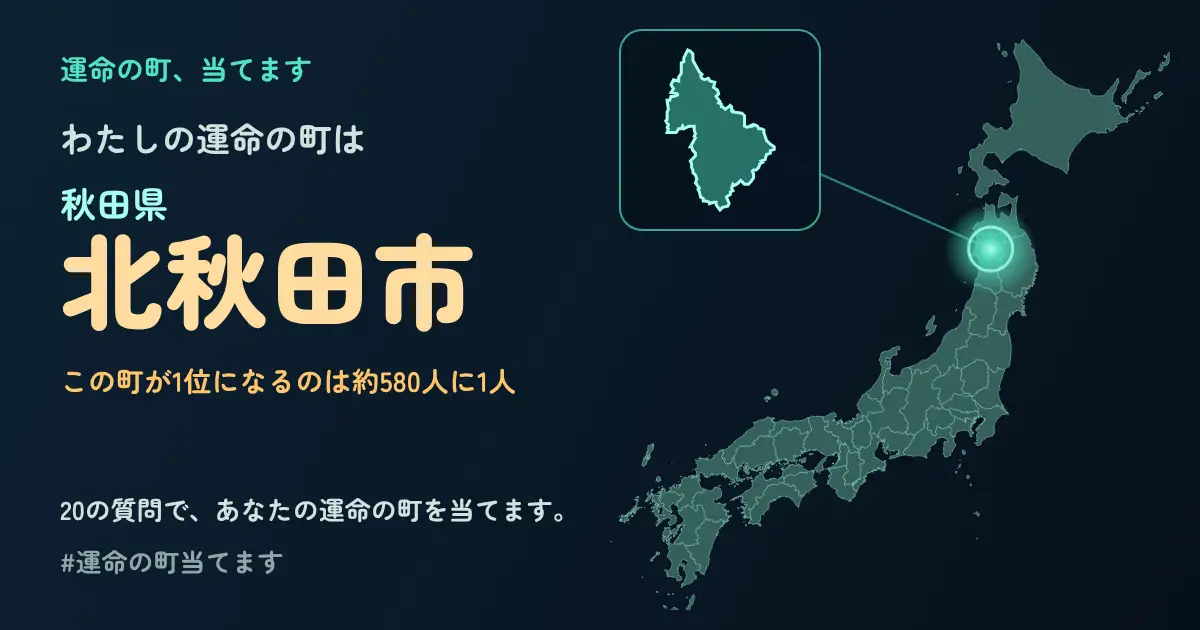 運命の町、当てます
わたしの運命の町は
秋田県
北秋田市
この町が1位になるのは約580人に1人
20の質問で、あなたの運命の町を当てます。
#運命の町当てます